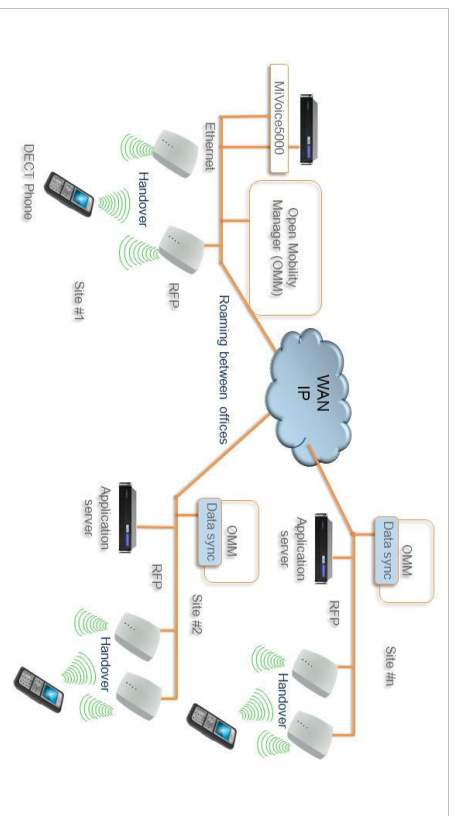 MiVoice5000
Open Mobility
Manager (OMM)
Ethernet
RFP
Handover
DECT Phone
Site #1
Roaming between offices
WAN
IP
OMM
Data sync
Application
server
RFP
Site #n
Handover
OMM
Data sync
Application
server
RFP
Site #2
Handover